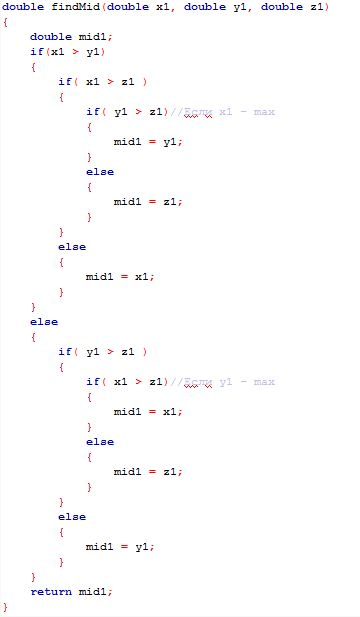 double findMid(double x1, double y1, double z1)
{
    double mid1;
    if(x1 > y1)
    {
        if( x1 > z1 )
        {
            if( y1 > z1)//Если x1 - max
            {
                mid1 = y1;
            }
            else
            {
                mid1 = z1;
            }
        }
        else
        {
            mid1 = x1;
        }
    }
    else
    {
        if( y1 > z1 )
        {
            if( x1 > z1)//Если y1 - max
            {
                mid1 = x1;
            }
            else
            {
                mid1 = z1;
            }
        }
        else
        {
            mid1 = y1;
        }
    }
    return mid1;
}